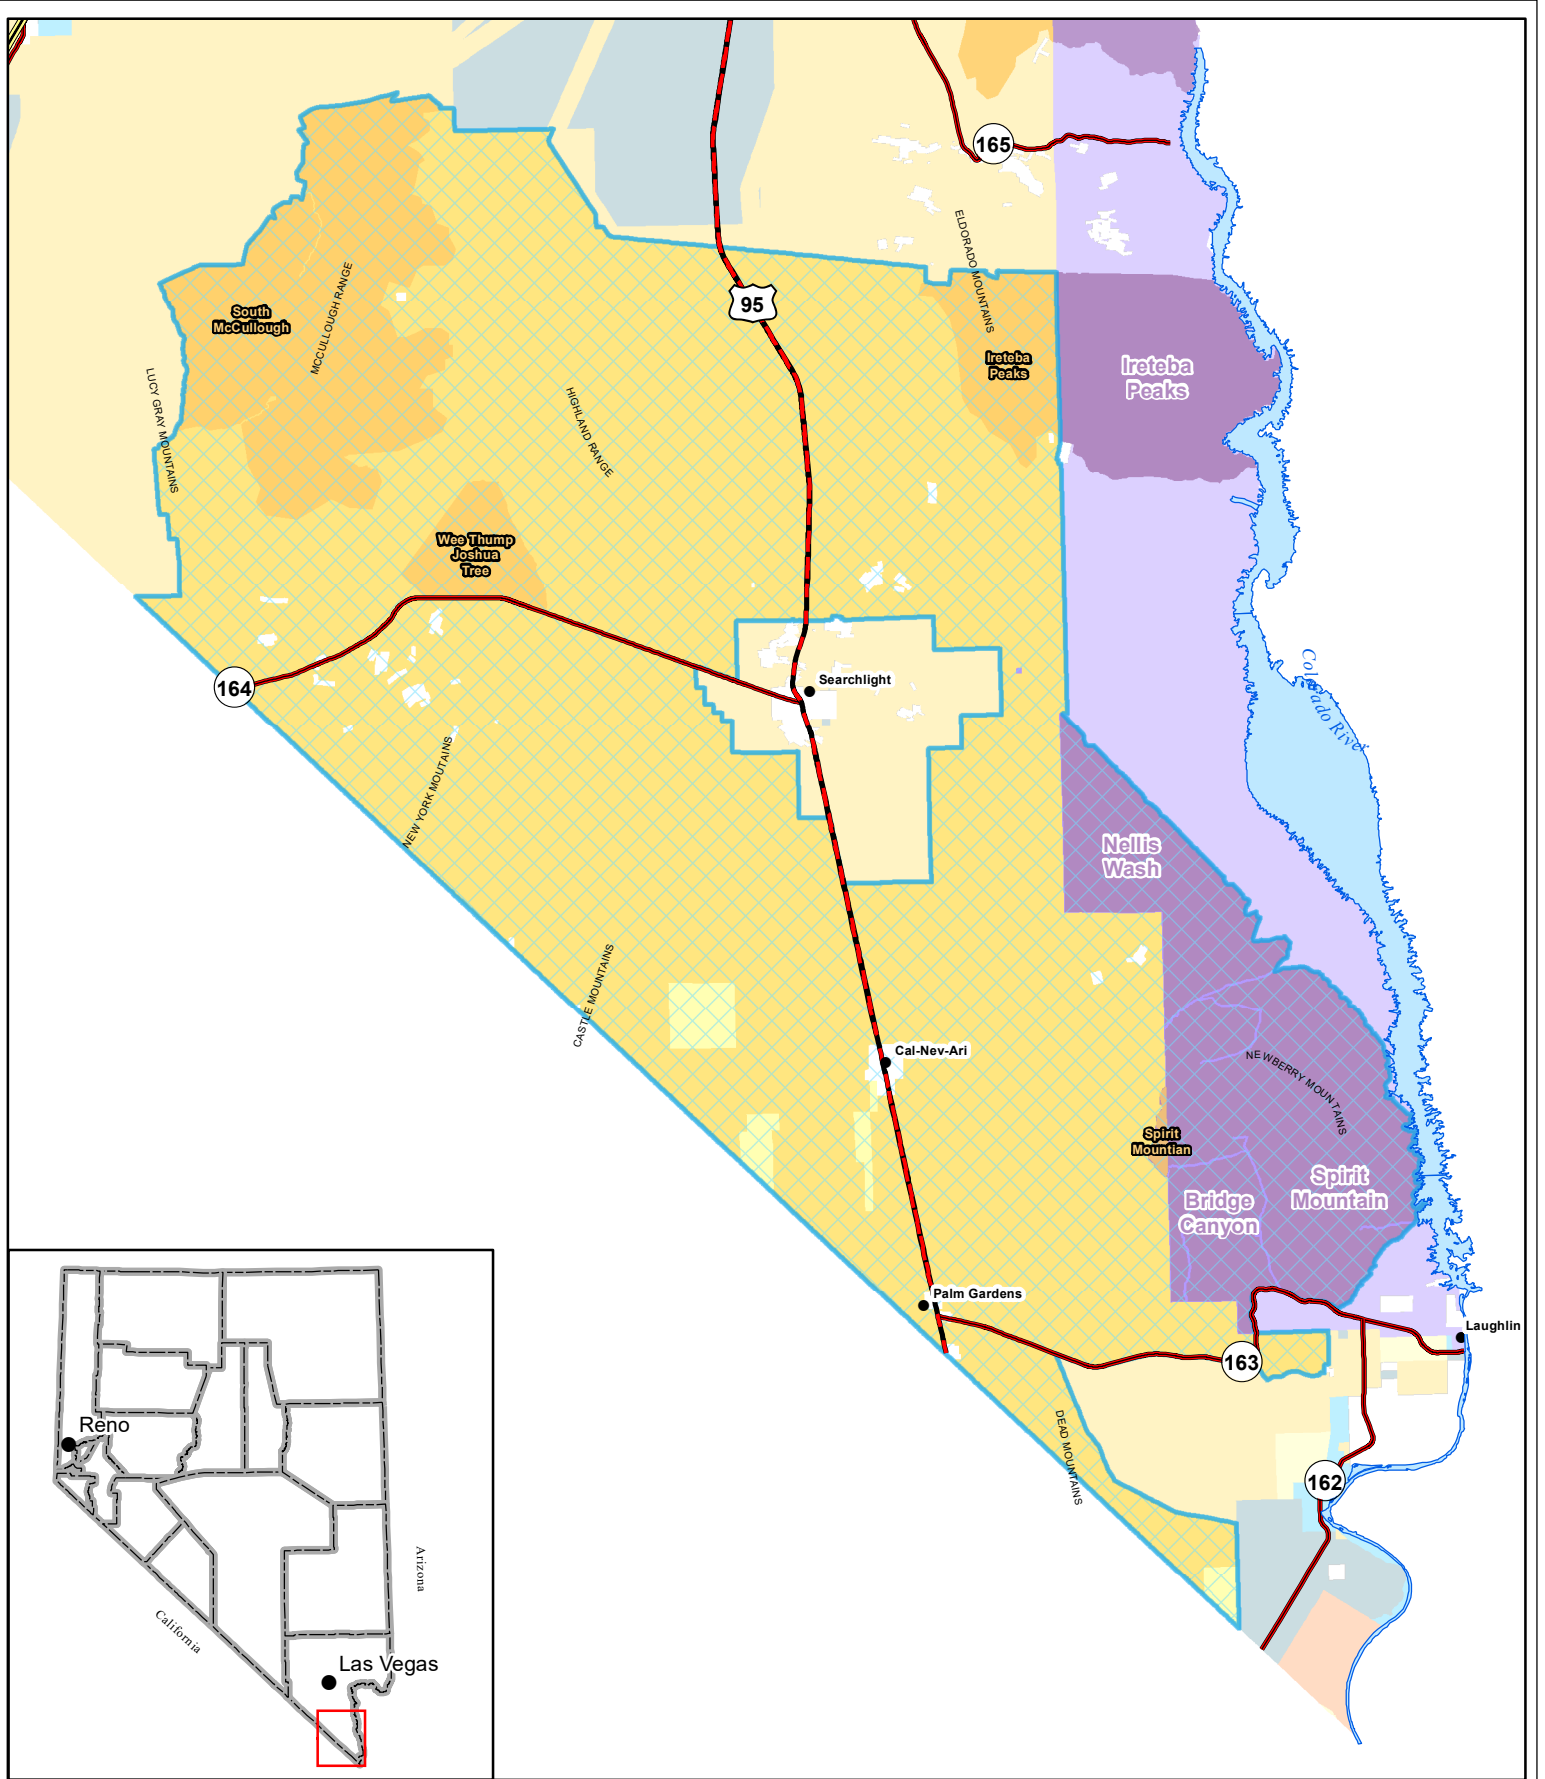 165
ELDORADO MOUNTAINS
MCCULLOUGH RANGE
95
South
McCullough
Ireteba
Peaks
Ireteba
Peaks
LUCY GRAY MOUNTAINS
HIGHLAND RANGE
Wee Thump
Joshua
Tree
164
Searchlight
Colorado River
NEW YORK MOUTAINS
Nellis
Wash
CASTLE MOUNTAINS
Cal-Nev-Ari
NEWBERRY MOUNTAINS
Spirit
Mountian
Spirit
Mountain
Bridge
Canyon
Palm Gardens
Laughlin
163
DEAD MOUNTAINS
162
Reno
Arizona
California
Las Vegas